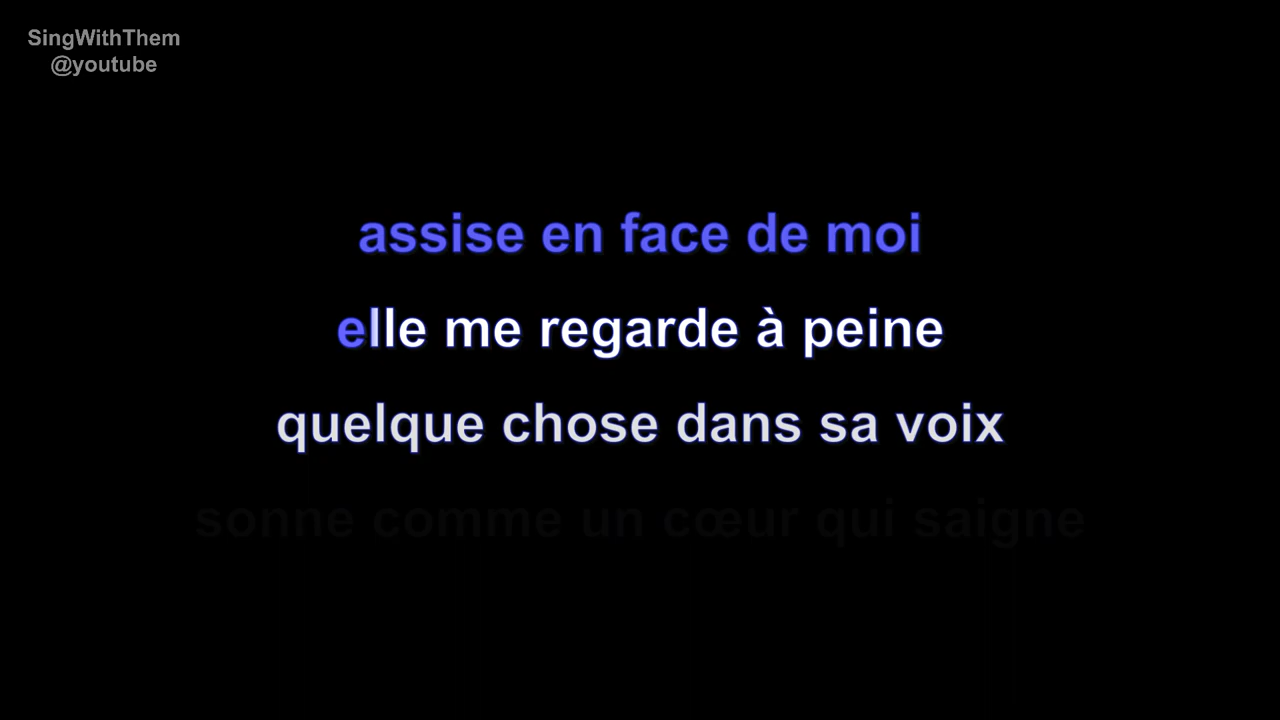 SingWithThem
@youtube
assise en face de moi
elle me regarde à peine
quelque chose dans sa voix
sonne comme un cœur qui saigne